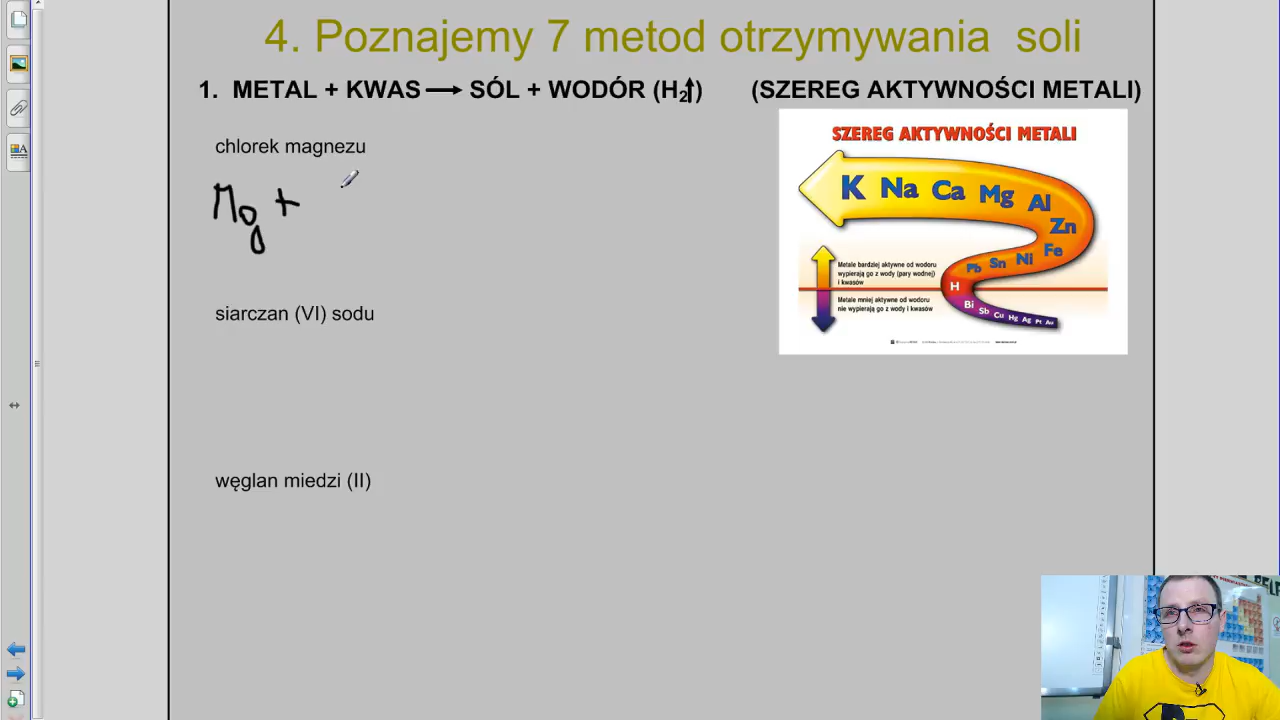 4. Poznajemy 7 metod otrzymywania soli
1. METAL + KWAS → SÓL + WODÓR (H2↑) (SZEREG AKTYWNOŚCI METALI)
chlorek magnezu
Mg +
siarczan (VI) sodu
węglan miedzi (II)
SZEREG AKTYWNOŚCI METALI
K Na Ca Mg Al
Zn
Fe
Pb Sn Ni
H
Bi Sb Cu Hg Ag Pt Au
Metale bardziej aktywne od wodoru
wypierają go z wody (pary wodnej)
i kwasów
Metale mniej aktywne od wodoru
nie wypierają go z wody i kwasów